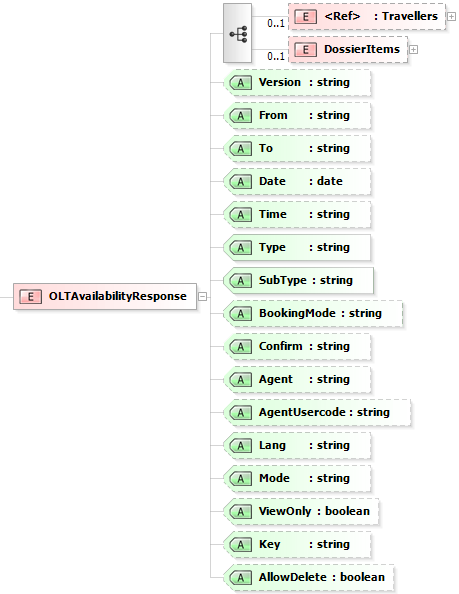 E <Ref> : Travellers
0..1
E DossierItems
0..1
A Version : string
A From : string
A To : string
A Date : date
A Time : string
A Type : string
A SubType : string
E OLTAvailabilityResponse
A BookingMode : string
A Confirm : string
A Agent : string
A AgentUsercode : string
A Lang : string
A Mode : string
A ViewOnly : boolean
A Key : string
A AllowDelete : boolean